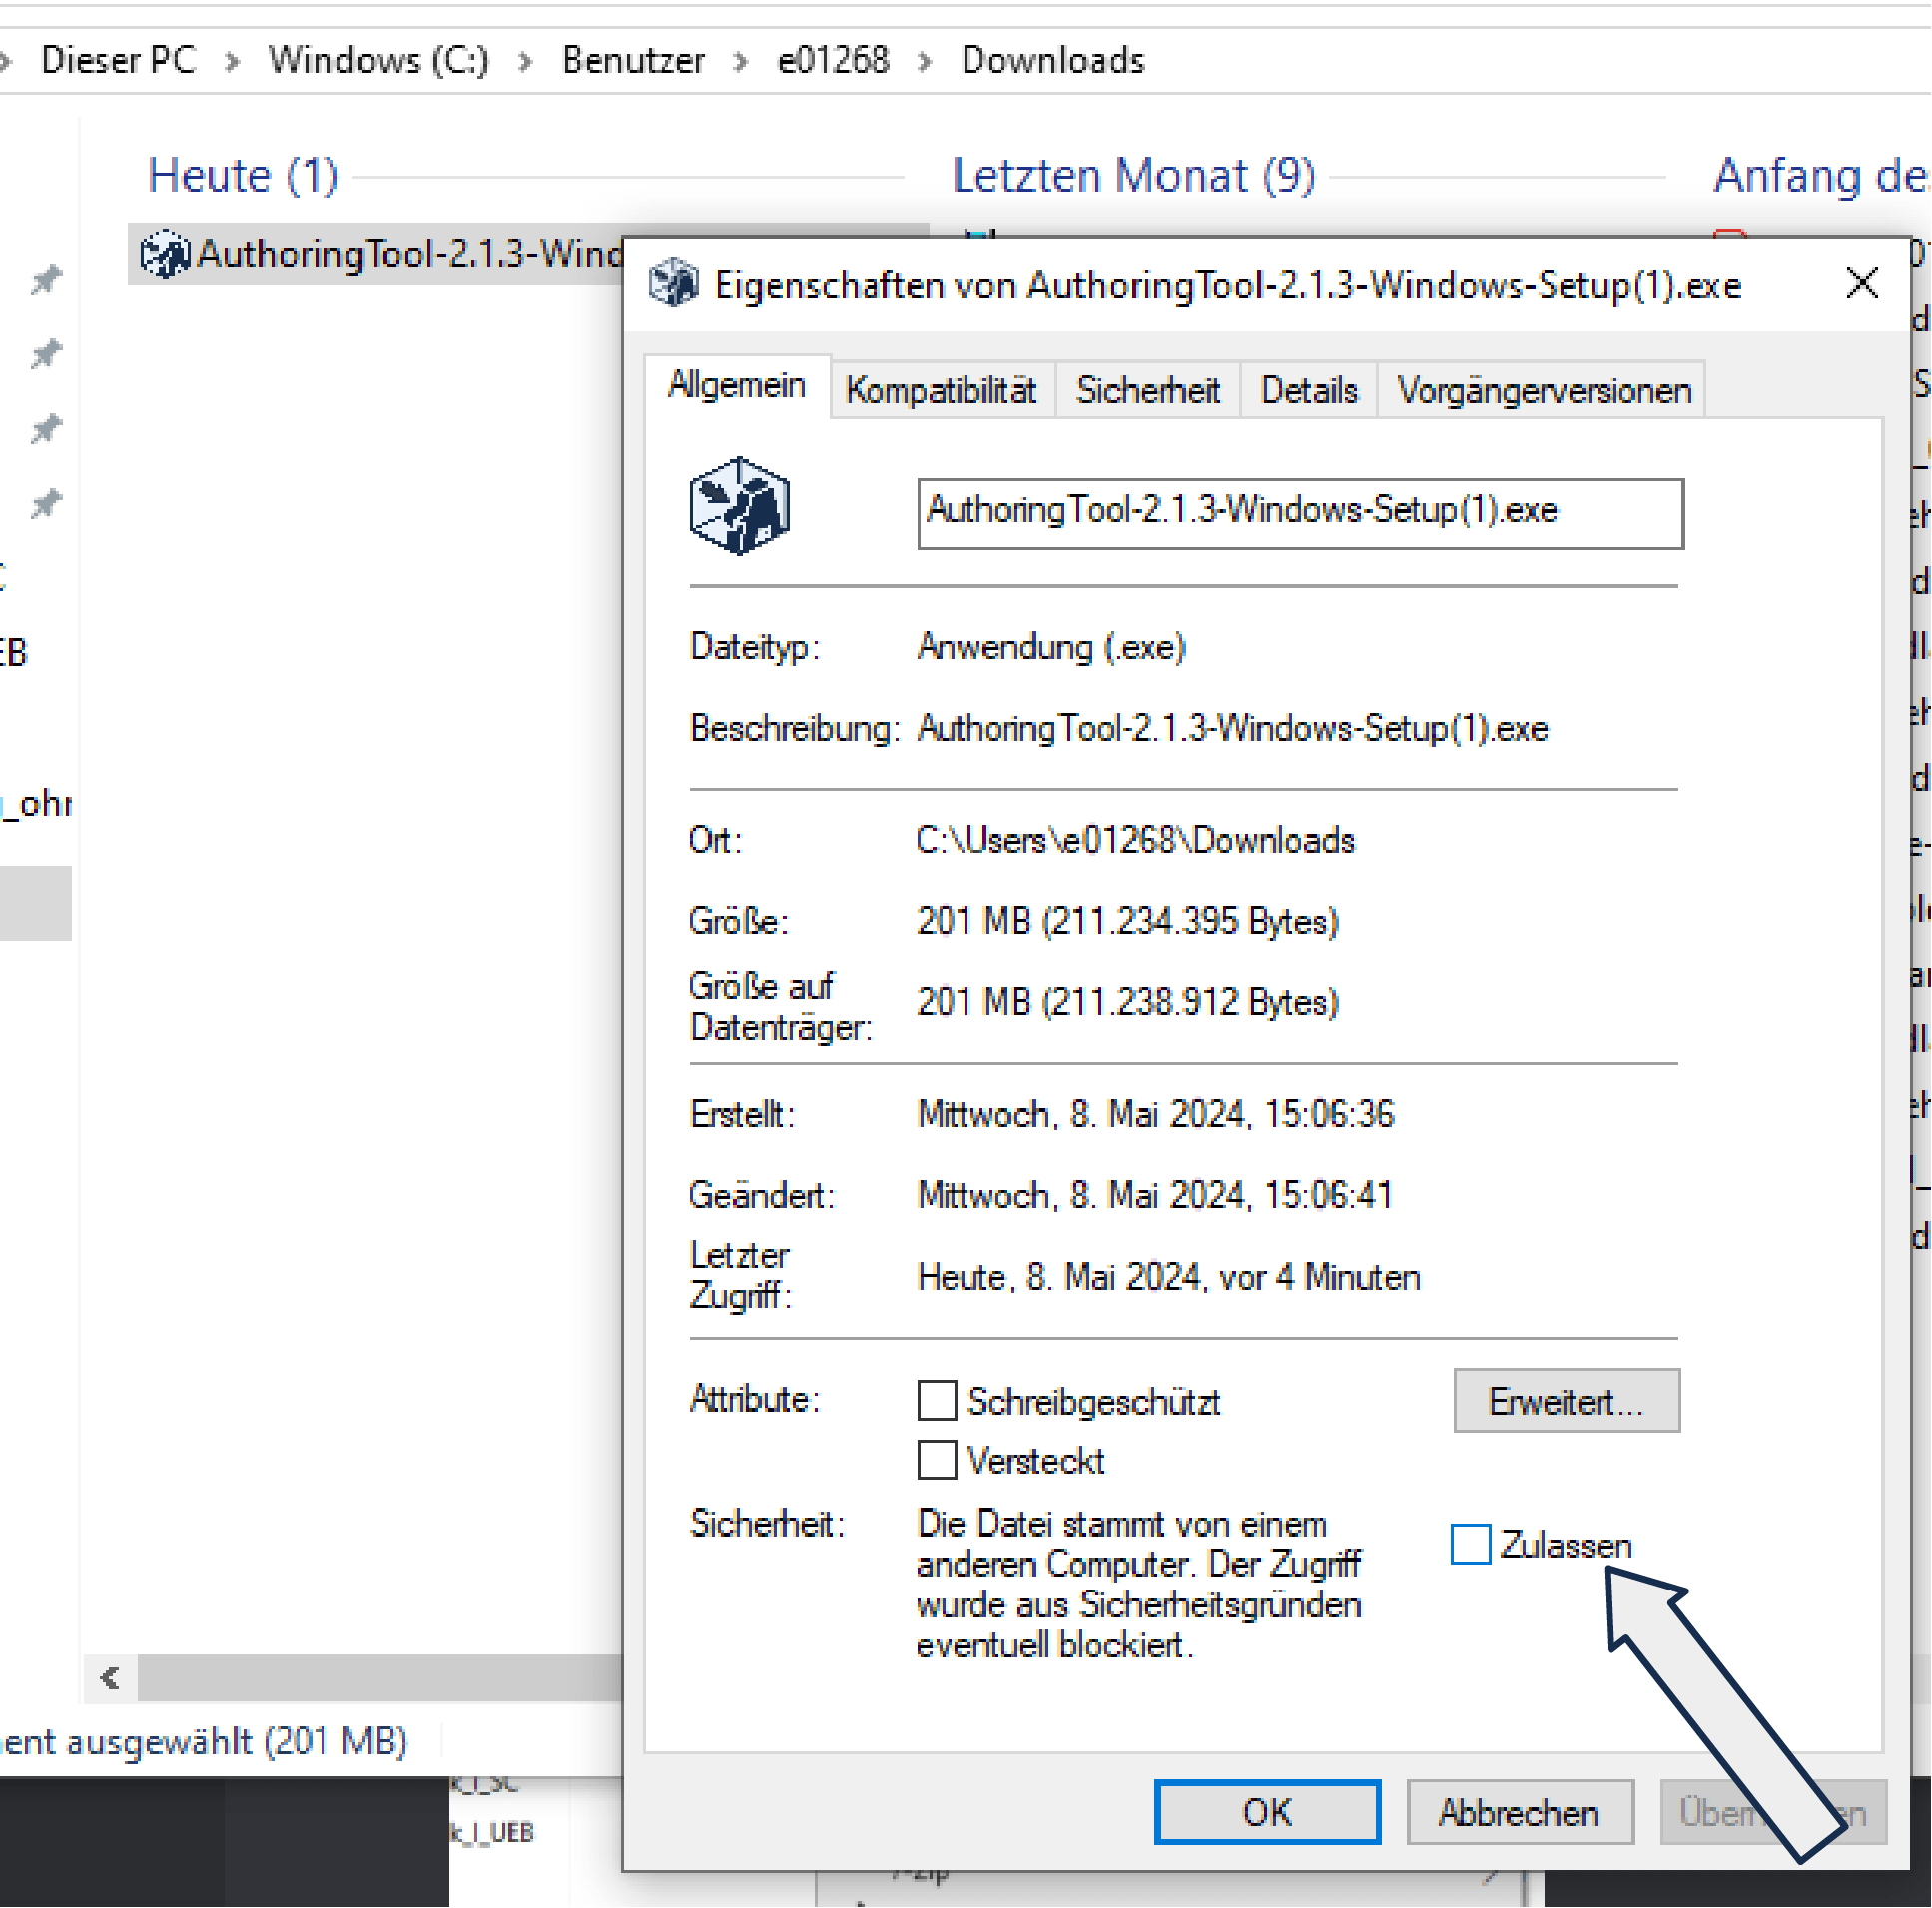 Dieser PC > Windows (C:) > Benutzer > e01268 > Downloads
Heute (1)
Letzten Monat (9)
Anfang de
AuthoringTool-2.1.3-Wind
Eigenschaften von AuthoringTool-2.1.3-Windows-Setup(1).exe
Allgemein Kompatibilität Sicherheit Details Vorgängerversionen
AuthoringTool-2.1.3-Windows-Setup(1).exe
Dateityp: Anwendung (.exe)
Beschreibung: AuthoringTool-2.1.3-Windows-Setup(1).exe
EB
_ohn
Ort: C:\Users\e01268\Downloads
Größe: 201 MB (211.234.395 Bytes)
Größe auf
Datenträger: 201 MB (211.238.912 Bytes)
Erstellt: Mittwoch, 8. Mai 2024, 15:06:36
Geändert: Mittwoch, 8. Mai 2024, 15:06:41
Letzter
Zugriff: Heute, 8. Mai 2024, vor 4 Minuten
Attribute: Schreibgeschützt Erweitert...
Versteckt
Sicherheit: Die Datei stammt von einem
anderen Computer. Der Zugriff
wurde aus Sicherheitsgründen
eventuell blockiert.
Zulassen
ent ausgewählt (201 MB)
k_I_SC
k_I_UEB
OK Abbrechen
7-Zip